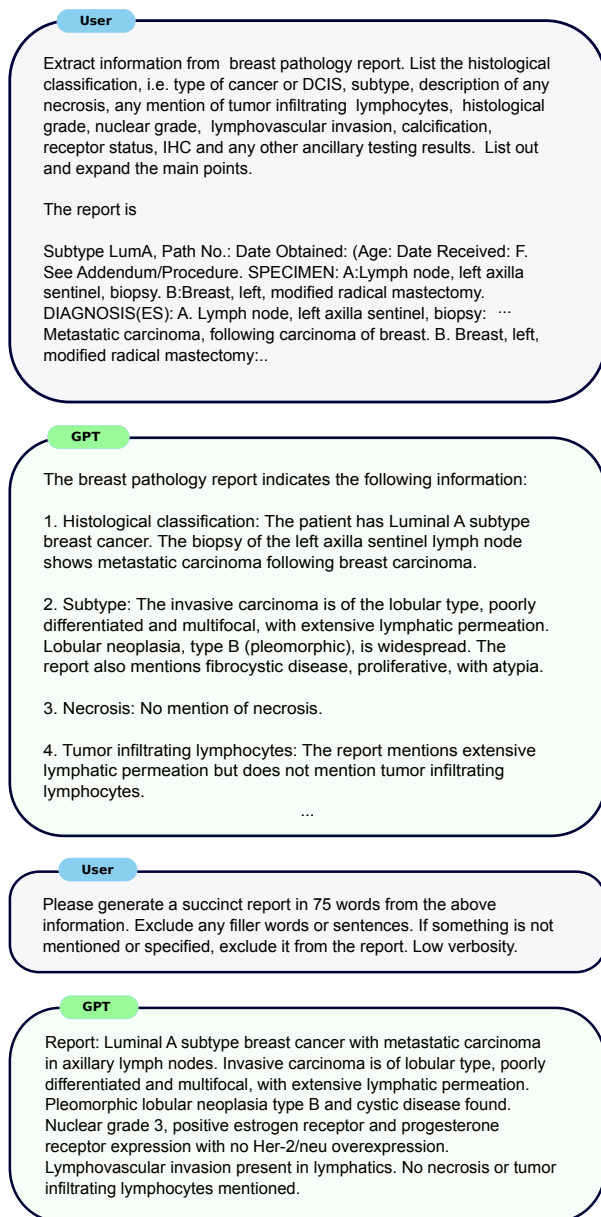 User
Extract information from breast pathology report. List the histological
classification, i.e. type of cancer or DCIS, subtype, description of any
necrosis, any mention of tumor infiltrating lymphocytes, histological
grade, nuclear grade, lymphovascular invasion, calcification,
receptor status, IHC and any other ancillary testing results. List out
and expand the main points.
The report is
Subtype LumA, Path No.: Date Obtained: (Age: Date Received: F.
See Addendum/Procedure. SPECIMEN: A:Lymph node, left axilla
sentinel, biopsy. B:Breast, left, modified radical mastectomy.
DIAGNOSIS(ES): A. Lymph node, left axilla sentinel, biopsy: ...
Metastatic carcinoma, following carcinoma of breast. B. Breast, left,
modified radical mastectomy:..
GPT
The breast pathology report indicates the following information:
1. Histological classification: The patient has Luminal A subtype
breast cancer. The biopsy of the left axilla sentinel lymph node
shows metastatic carcinoma following breast carcinoma.
2. Subtype: The invasive carcinoma is of the lobular type, poorly
differentiated and multifocal, with extensive lymphatic permeation.
Lobular neoplasia, type B (pleomorphic), is widespread. The
report also mentions fibrocystic disease, proliferative, with atypia.
3. Necrosis: No mention of necrosis.
4. Tumor infiltrating lymphocytes: The report mentions extensive
lymphatic permeation but does not mention tumor infiltrating
lymphocytes.
...
User
Please generate a succinct report in 75 words from the above
information. Exclude any filler words or sentences. If something is not
mentioned or specified, exclude it from the report. Low verbosity.
GPT
Report: Luminal A subtype breast cancer with metastatic carcinoma
in axillary lymph nodes. Invasive carcinoma is of lobular type, poorly
differentiated and multifocal, with extensive lymphatic permeation.
Pleomorphic lobular neoplasia type B and cystic disease found.
Nuclear grade 3, positive estrogen receptor and progesterone
receptor expression with no Her-2/neu overexpression.
Lymphovascular invasion present in lymphatics. No necrosis or tumor
infiltrating lymphocytes mentioned.